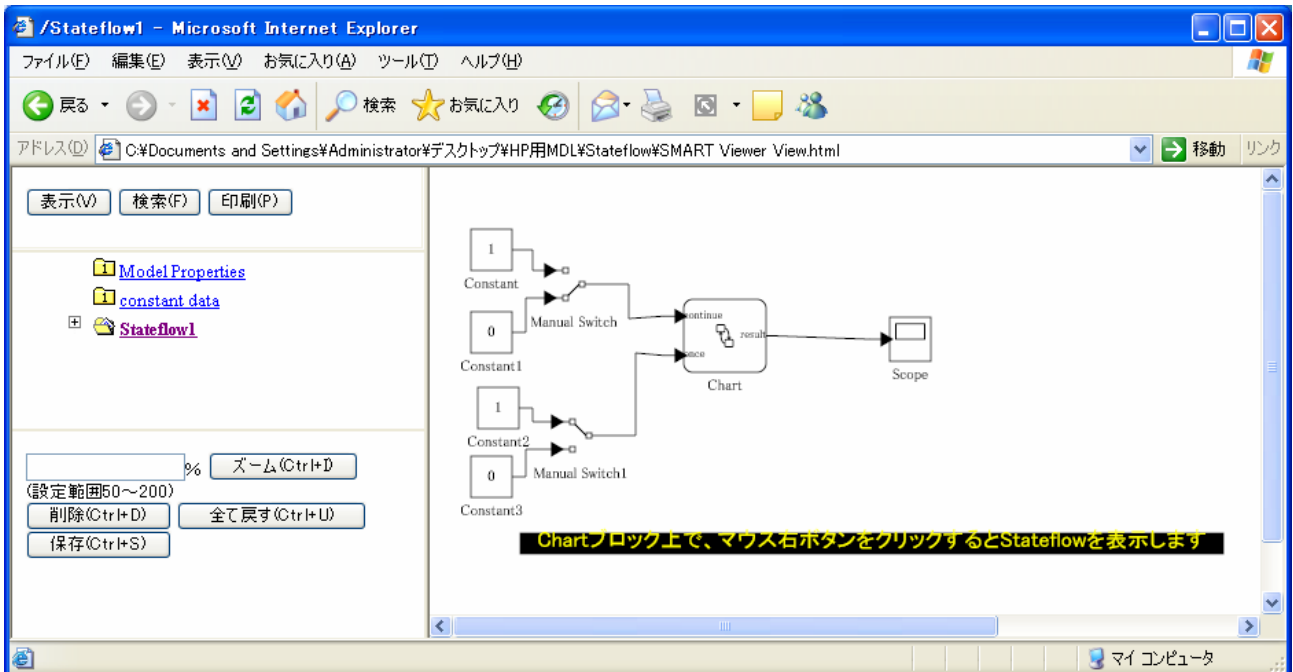 /Stateflow1 - Microsoft Internet Explorer
ファイル(F) 編集(E) 表示(V) お気に入り(A) ツール(T) ヘルプ(H)
戻る 検索 お気に入り
アドレス(D) C:¥Documents and Settings¥Administrator¥デスクトップ¥HP用MDL¥Stateflow¥SMART Viewer View.html 移動 リンク
表示(V) 検索(F) 印刷(P)
Model Properties
constant data
Stateflow1
% ズーム(Ctrl+I)
(設定範囲50～200)
削除(Ctrl+D) 全て戻す(Ctrl+U)
保存(Ctrl+S)
1
Constant
0
Constant1
Manual Switch
1
Constant2
0
Constant3
Manual Switch1
continue
once
result
Chart
Scope
Chartブロック上で、マウス右ボタンをクリックするとStateflowを表示します
マイ コンピュータ